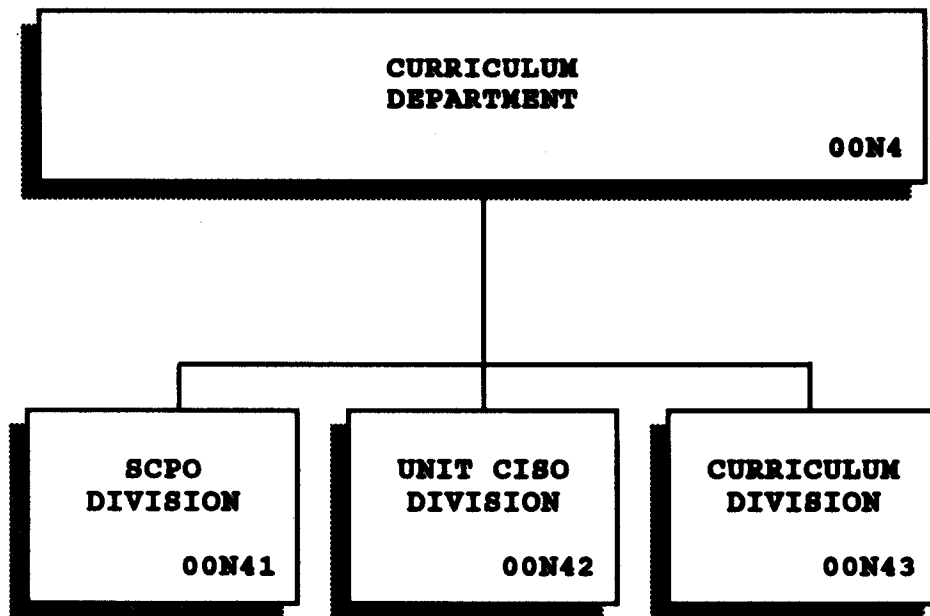 CURRICULUM
DEPARTMENT
00N4
SCPO
DIVISION
00N41
UNIT CISO
DIVISION
00N42
CURRICULUM
DIVISION
00N43